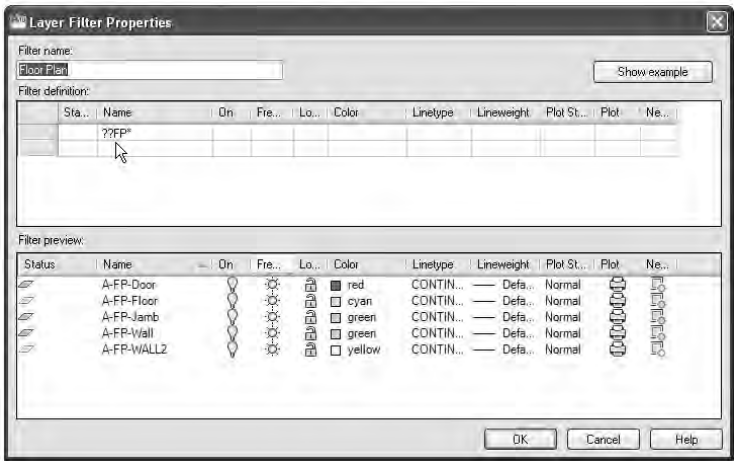 Layer Filter Properties
Filter name:
Floor Plan
Show example
Filter definition:
Sta... Name On Fre... Lo... Color Linetype Lineweight Plot St... Plot Ne...
??FP*
Filter preview:
Status Name On Fre... Lo... Color Linetype Lineweight Plot St... Plot Ne...
A-FP-Door red CONTIN... Defa... Normal
A-FP-Floor cyan CONTIN... Defa... Normal
A-FP-Jamb green CONTIN... Defa... Normal
A-FP-Wall green CONTIN... Defa... Normal
A-FP-WALL2 yellow CONTIN... Defa... Normal
OK Cancel Help